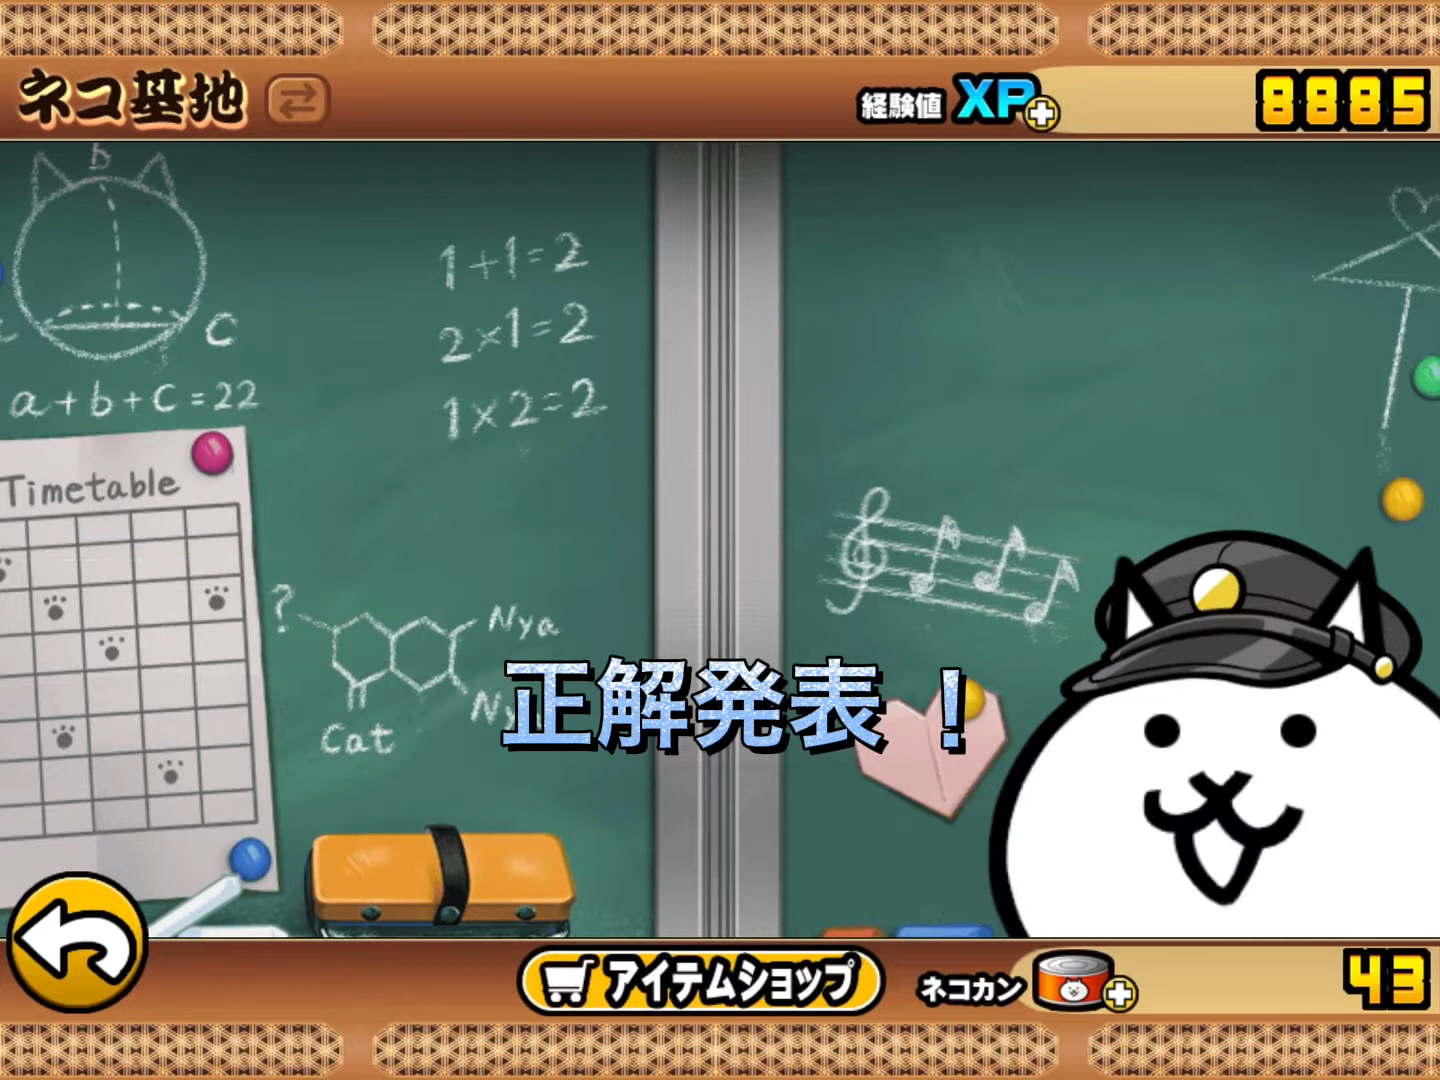 ネコ基地
経験値 XP
8885
B
C
a+b+c=22
1+1=2
2×1=2
1×2=2
Timetable
?
Nya
Cat
正解発表！
アイテムショップ
ネコカン
43